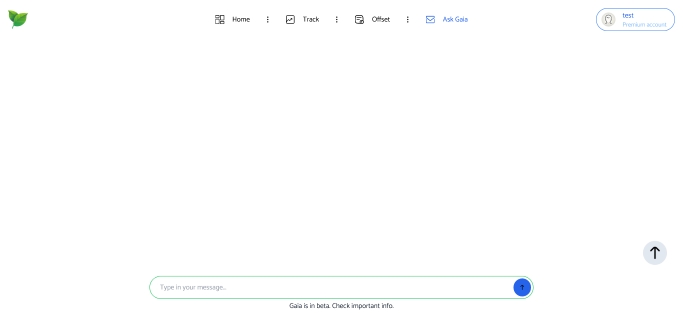 Home
Track
Offset
Ask Gaia
test
Premium account
Type in your message..
Gaia is in beta. Check important info.